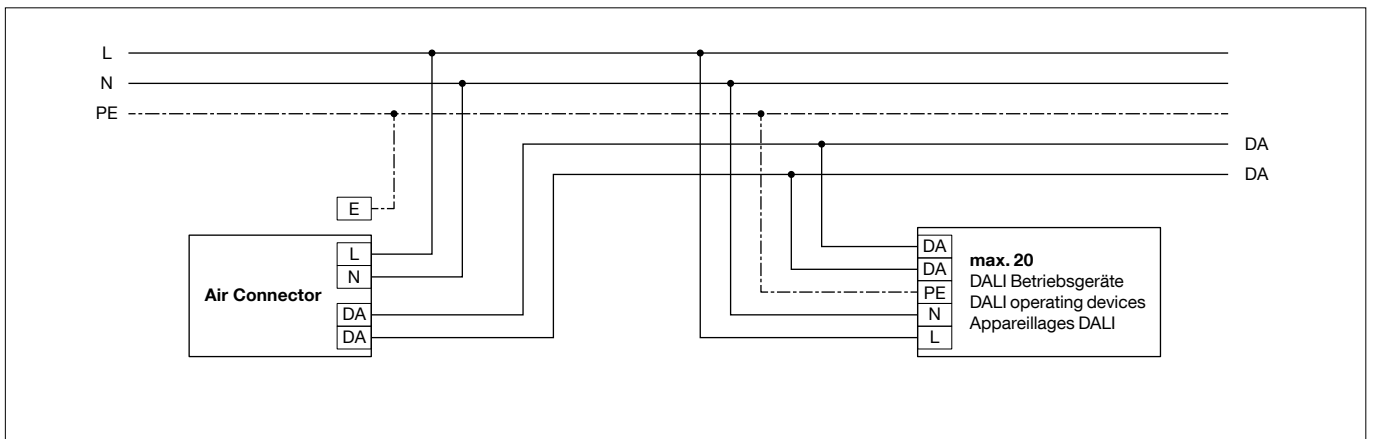 L
N
PE
DA
DA
E
L
N
Air Connector
DA
DA
DA
DA
PE
N
L
max. 20
DALI Betriebsgeräte
DALI operating devices
Appareillages DALI